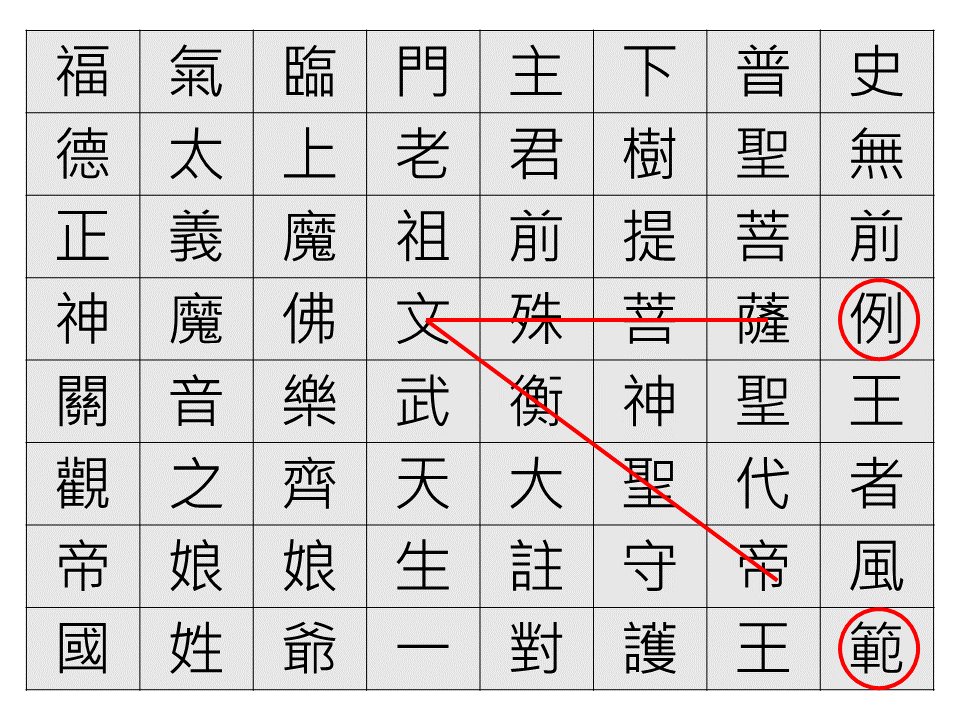 福氣臨門主下普史
德太上老君樹聖無
正義魔祖前提菩前
神魔佛文殊菩薩例
關音樂武衡神聖王
觀之齊天大聖代者
帝娘娘生註守帝風
國姓爺一對護王範